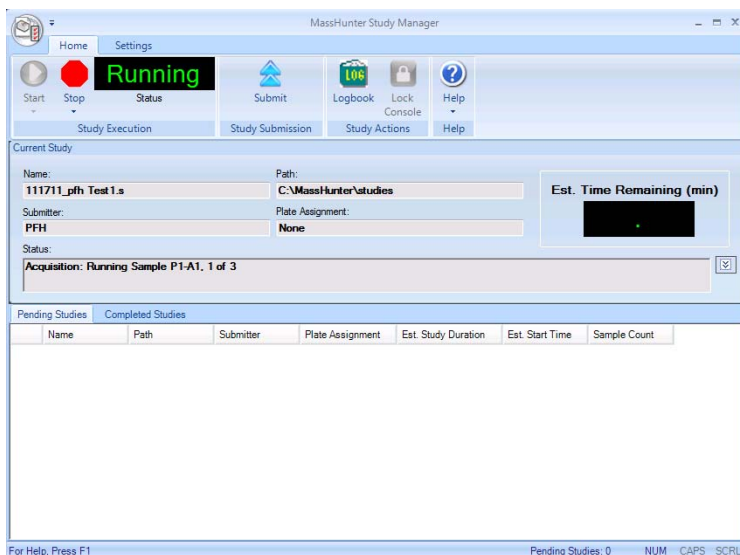 MassHunter Study Manager
Home Settings
Running
LOG
Start Stop Status Submit Logbook Lock Console Help
Study Execution Study Submission Study Actions Help
Current Study
Name: Path:
111711_pfh Test1.s C:\MassHunter\studies
Est. Time Remaining (min)
Submitter: Plate Assignment:
PFH None
.
Status:
Acquisition: Running Sample P1-A1, 1 of 3
Pending Studies Completed Studies
Name Path Submitter Plate Assignment Est. Study Duration Est. Start Time Sample Count
For Help, Press F1 Pending Studies: 0 NUM CAPS SCRL